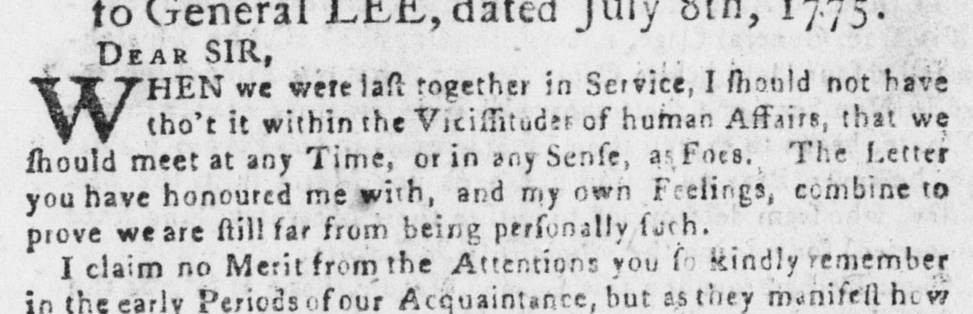 to General LEE, dated July 8th, 1775.
DEAR SIR,
WHEN we were laſt together in Service, I ſhould not have
tho't it within the Viciſſitudes of human Affairs, that we
ſhould meet at any Time, or in any Senſe, as Foes. The Letter
you have honoured me with, and my own Feelings, combine to
prove we are ſtill far from being perſonally ſuch.
I claim no Merit from the Attentions you ſo kindly remember
in the early Periods of our Acquaintance, but as they manifeſt how